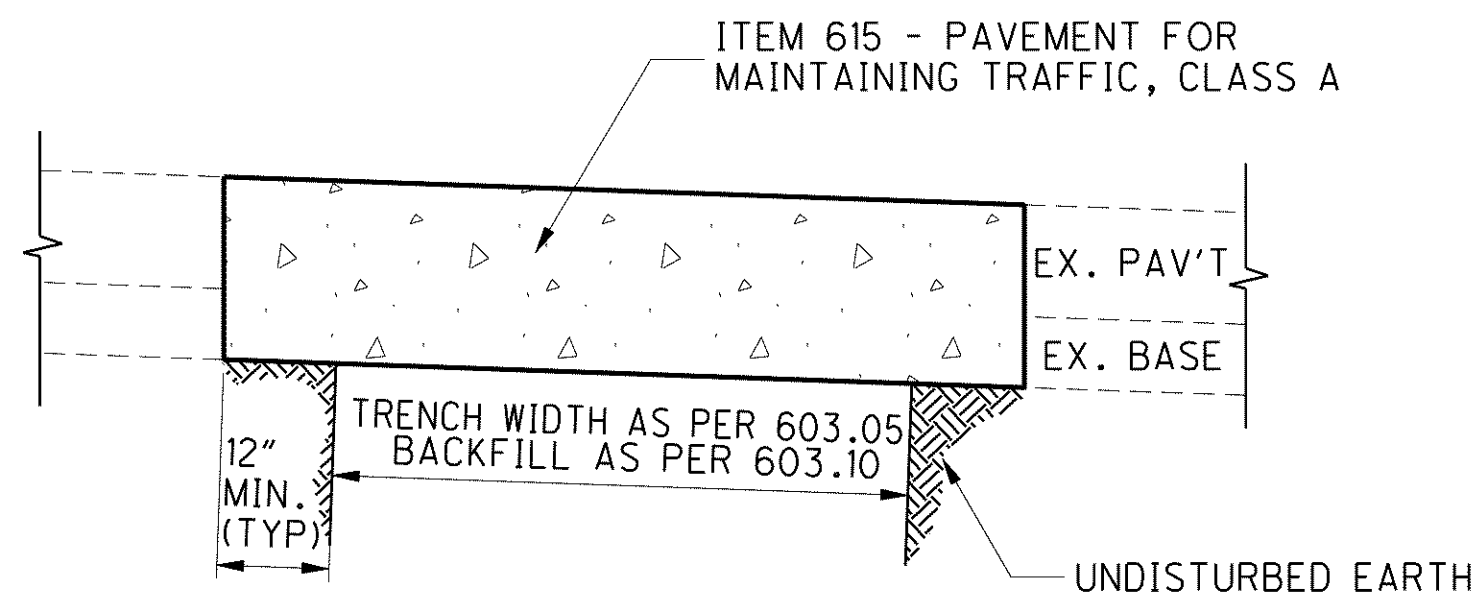 ITEM 615 - PAVEMENT FOR
MAINTAINING TRAFFIC, CLASS A
EX. PAV'T
EX. BASE
TRENCH WIDTH AS PER 603.05
BACKFILL AS PER 603.10
12"
MIN.
(TYP)
UNDISTURBED EARTH